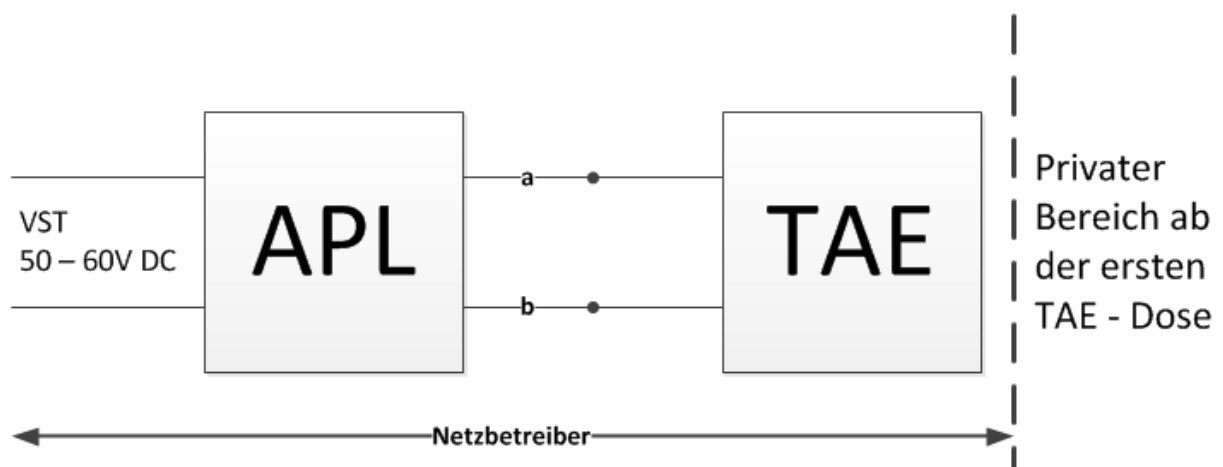 VST
50 – 60V DC
APL
a
b
TAE
Privater
Bereich ab
der ersten
TAE - Dose
Netzbetreiber